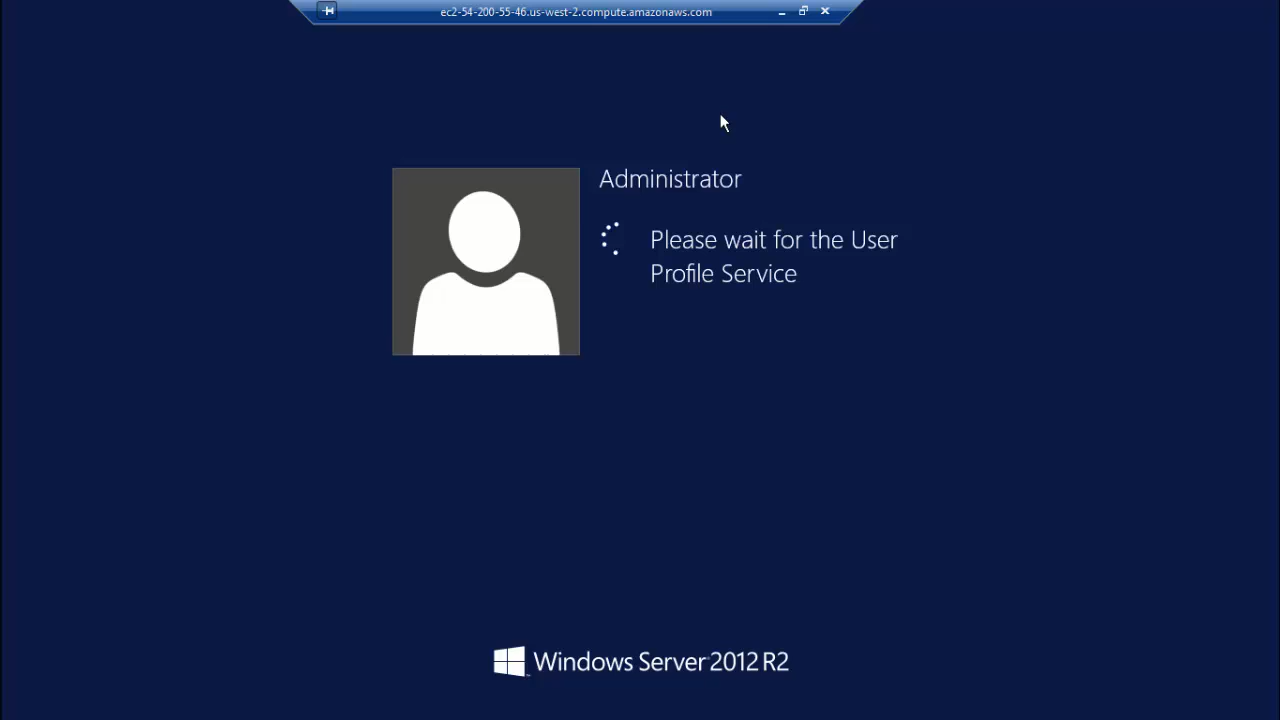 ec2-54-200-55-46.us-west-2.compute.amazonaws.com
Administrator
Please wait for the User
Profile Service
Windows Server 2012 R2